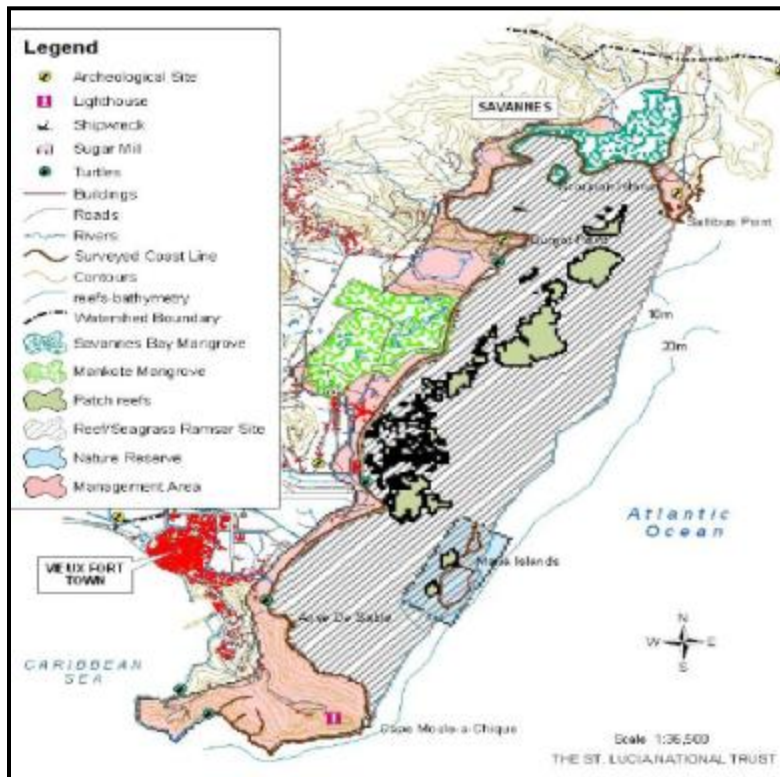 Legend
Archeological Site
Lighthouse
Shipwreck
Sugar Mill
Turtles
Buildings
Roads
Rivers
Surveyed Coast Line
Contours
reefs-bathymetry
Watershed Boundary
Savannes Bay Mangrove
Mankote Mangrove
Patch reefs
Reef/Seagrass Ramsar Site
Nature Reserve
Management Area
SAVANNES
Island
Point
10m
20m
Atlantic
Ocean
Maria Islands
VIEUX FORT
TOWN
Anse De Sable
CARIBBEAN
SEA
N
W E
S
Cape Moule-a-Chique
Scale 1:36,500
THE ST. LUCIA NATIONAL TRUST